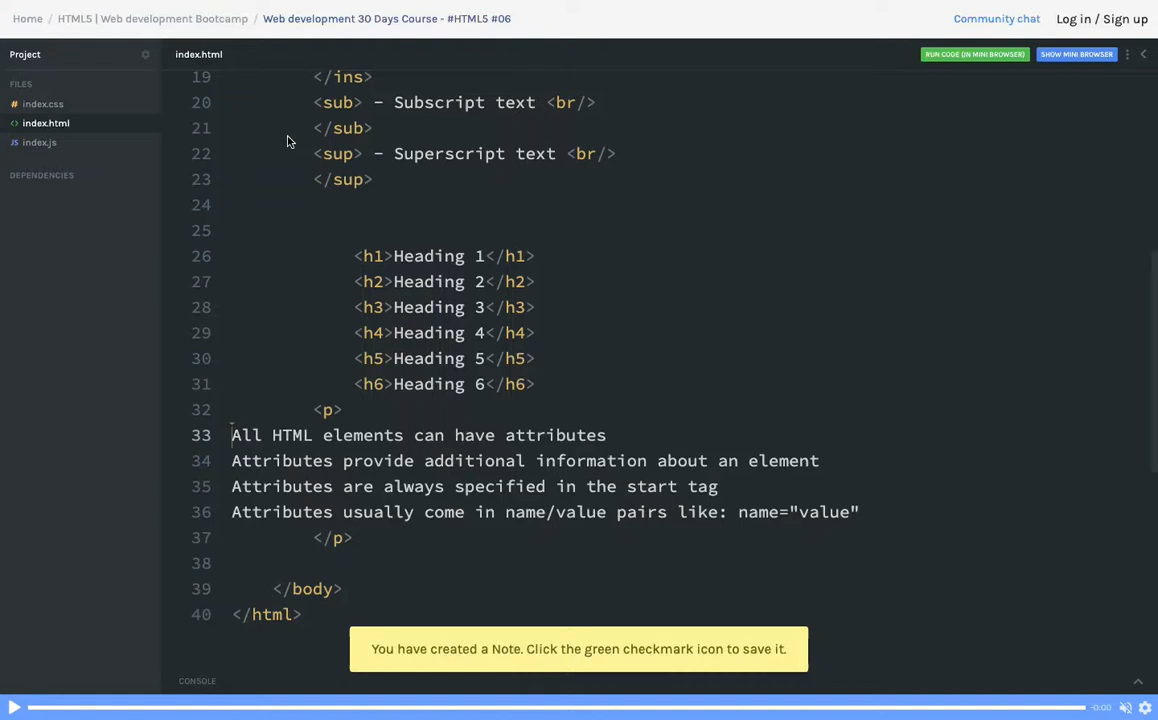 Home / HTML5 | Web development Bootcamp / Web development 30 Days Course - #HTML5 #06
Community chat Log in / Sign up
Project
index.html
RUN CODE (IN MINI BROWSER) SHOW MINI BROWSER
FILES
index.css
index.html
JS index.js
DEPENDENCIES
19 </ins>
20 <sub> - Subscript text <br/>
21 </sub>
22 <sup> - Superscript text <br/>
23 </sup>
24
25
26 <h1>Heading 1</h1>
27 <h2>Heading 2</h2>
28 <h3>Heading 3</h3>
29 <h4>Heading 4</h4>
30 <h5>Heading 5</h5>
31 <h6>Heading 6</h6>
32 <p>
33 All HTML elements can have attributes
34 Attributes provide additional information about an element
35 Attributes are always specified in the start tag
36 Attributes usually come in name/value pairs like: name="value"
37 </p>
38
39 </body>
40 </html>
You have created a Note. Click the green checkmark icon to save it.
CONSOLE
-0:00